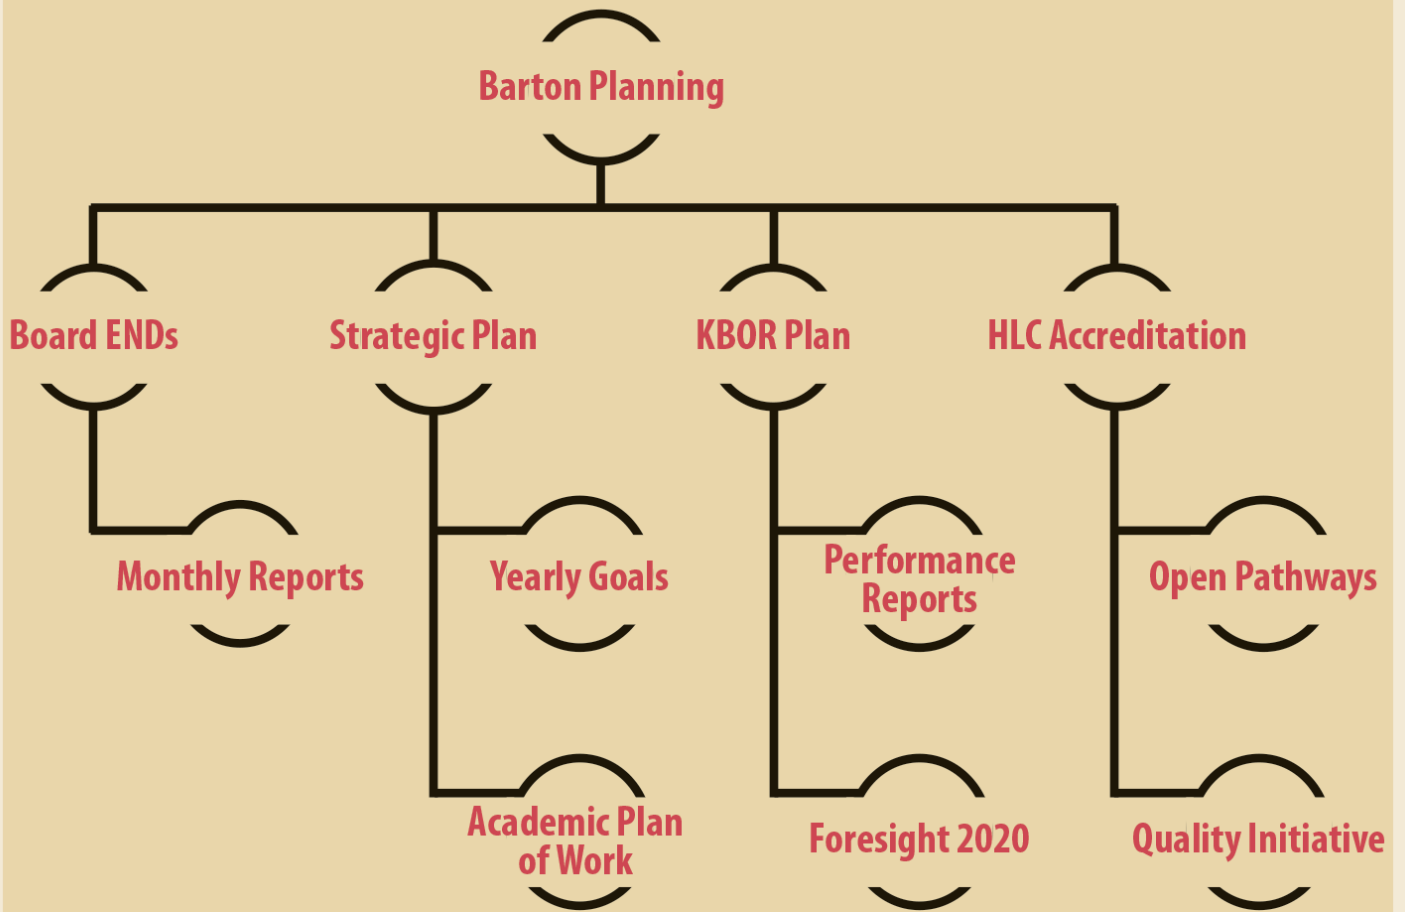 Barton Planning
Board ENDs
Strategic Plan
KBOR Plan
HLC Accreditation
Monthly Reports
Yearly Goals
Performance
Reports
Open Pathways
Academic Plan
of Work
Foresight 2020
Quality Initiative